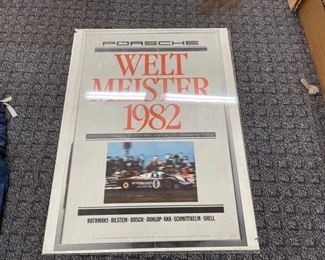 PORSCHE
WELT
MEISTER
1982
ROTHMANS · BILSTEIN · BOSCH · DUNLOP · KKK · SCHMITTHELM · SHELL